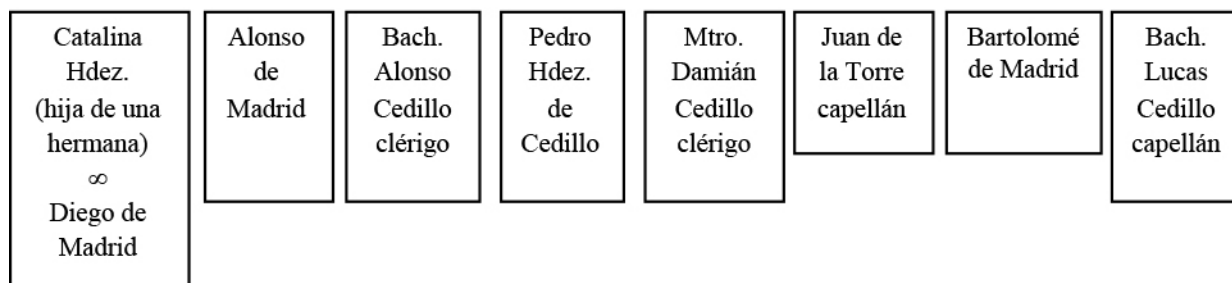 Catalina
Hdez.
(hija de una
hermana)
∞
Diego de
Madrid
Alonso
de
Madrid
Bach.
Alonso
Cedillo
clérigo
Pedro
Hdez.
de
Cedillo
Mtro.
Damián
Cedillo
clérigo
Juan de
la Torre
capellán
Bartolomé
de Madrid
Bach.
Lucas
Cedillo
capellán